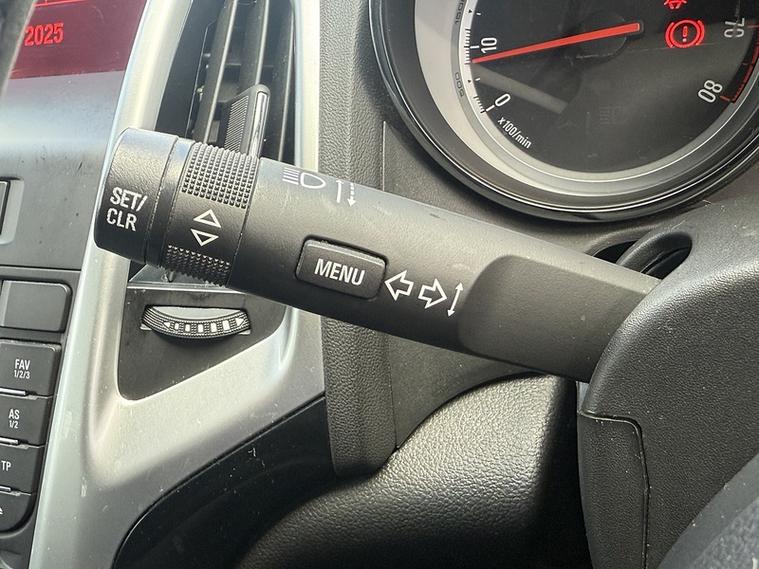 2025
10
0
x100/min
70
80
SET/
CLR
MENU
FAV
1/2/3
AS
1/2
TP